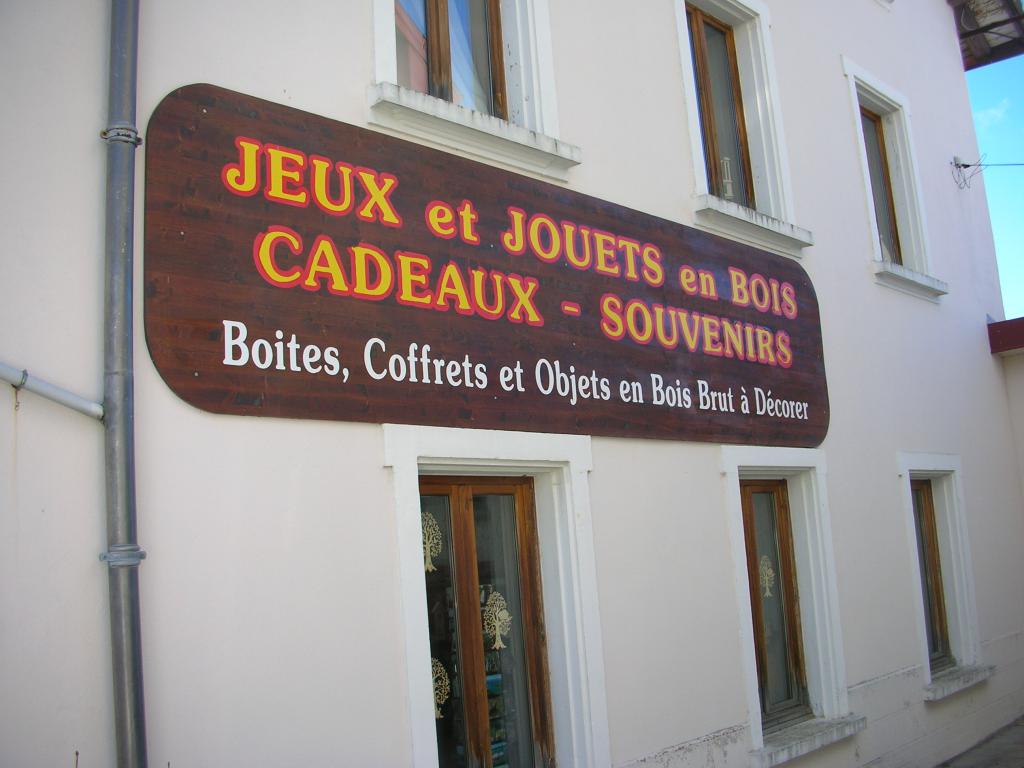 JEUX et JOUETS en BOIS
CADEAUX - SOUVENIRS
Boites, Coffrets et Objets en Bois Brut à Décorer